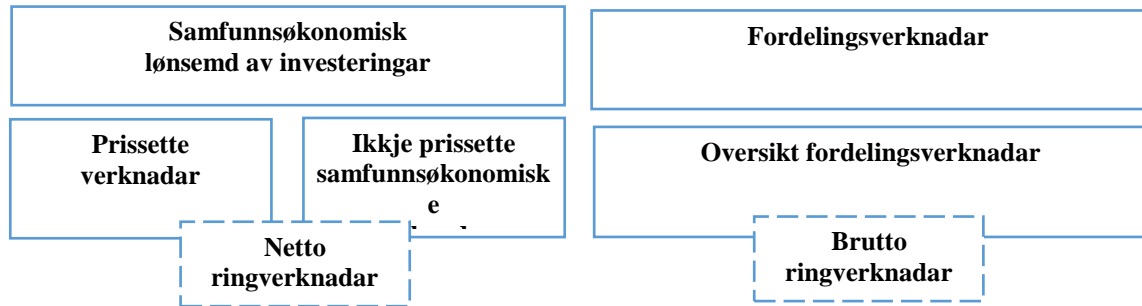 Samfunnsøkonomisk
lønsemd av investeringar
Fordelingsverknadar
Prissette
verknadar
Ikkje prissette
samfunnsøkonomisk
e
Oversikt fordelingsverknadar
Netto
ringverknadar
Brutto
ringverknadar